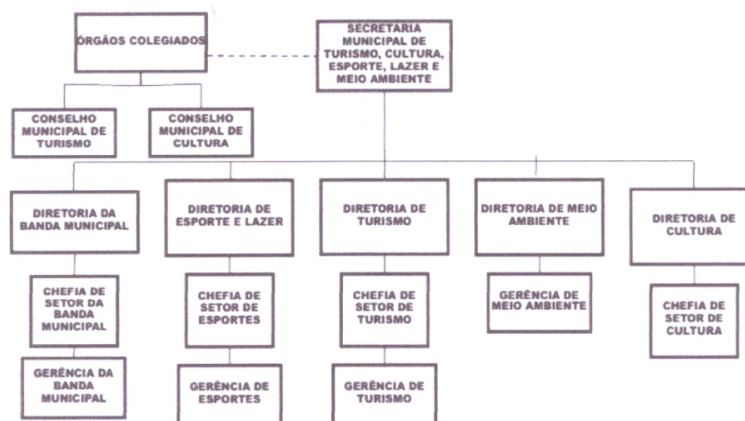 ÓRGÃOS COLEGIADOS
SECRETARIA
MUNICIPAL DE
TURISMO, CULTURA,
ESPORTE, LAZER E
MEIO AMBIENTE
CONSELHO
MUNICIPAL DE
TURISMO
CONSELHO
MUNICIPAL DE
CULTURA
DIRETORIA DA
BANDA MUNICIPAL
DIRETORIA DE
ESPORTE E LAZER
DIRETORIA DE
TURISMO
DIRETORIA DE MEIO
AMBIENTE
DIRETORIA DE
CULTURA
CHEFIA DE
SETOR DA
BANDA
MUNICIPAL
CHEFIA DE
SETOR DE
ESPORTES
CHEFIA DE
SETOR DE
TURISMO
GERÊNCIA DE
MEIO AMBIENTE
CHEFIA DE
SETOR DE
CULTURA
GERÊNCIA DA
BANDA
MUNICIPAL
GERÊNCIA DE
ESPORTES
GERÊNCIA DE
TURISMO